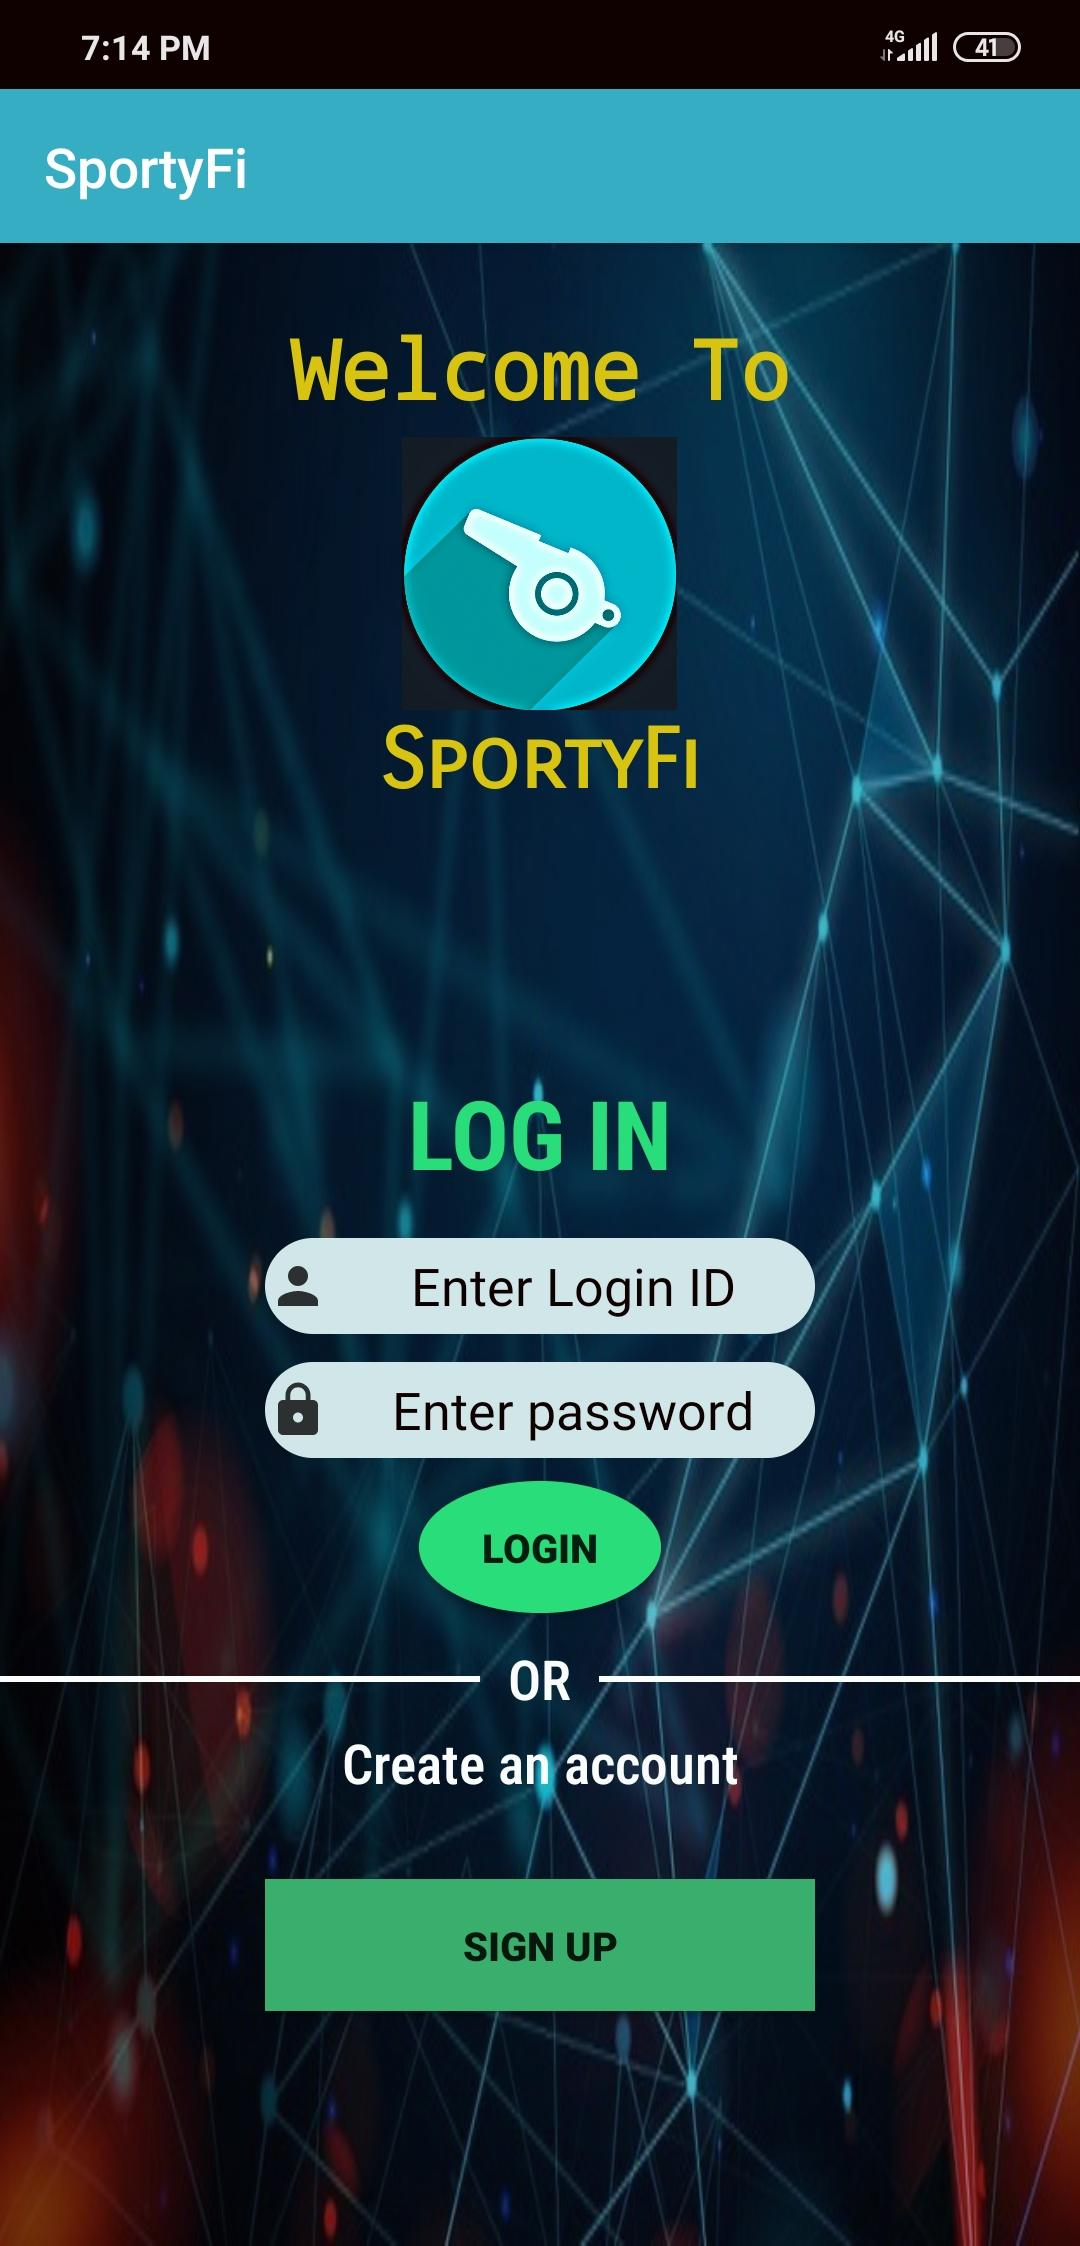 7:14 PM 4G 41
SportyFi
Welcome To
SportyFi
LOG IN
Enter Login ID
Enter password
LOGIN
OR
Create an account
SIGN UP